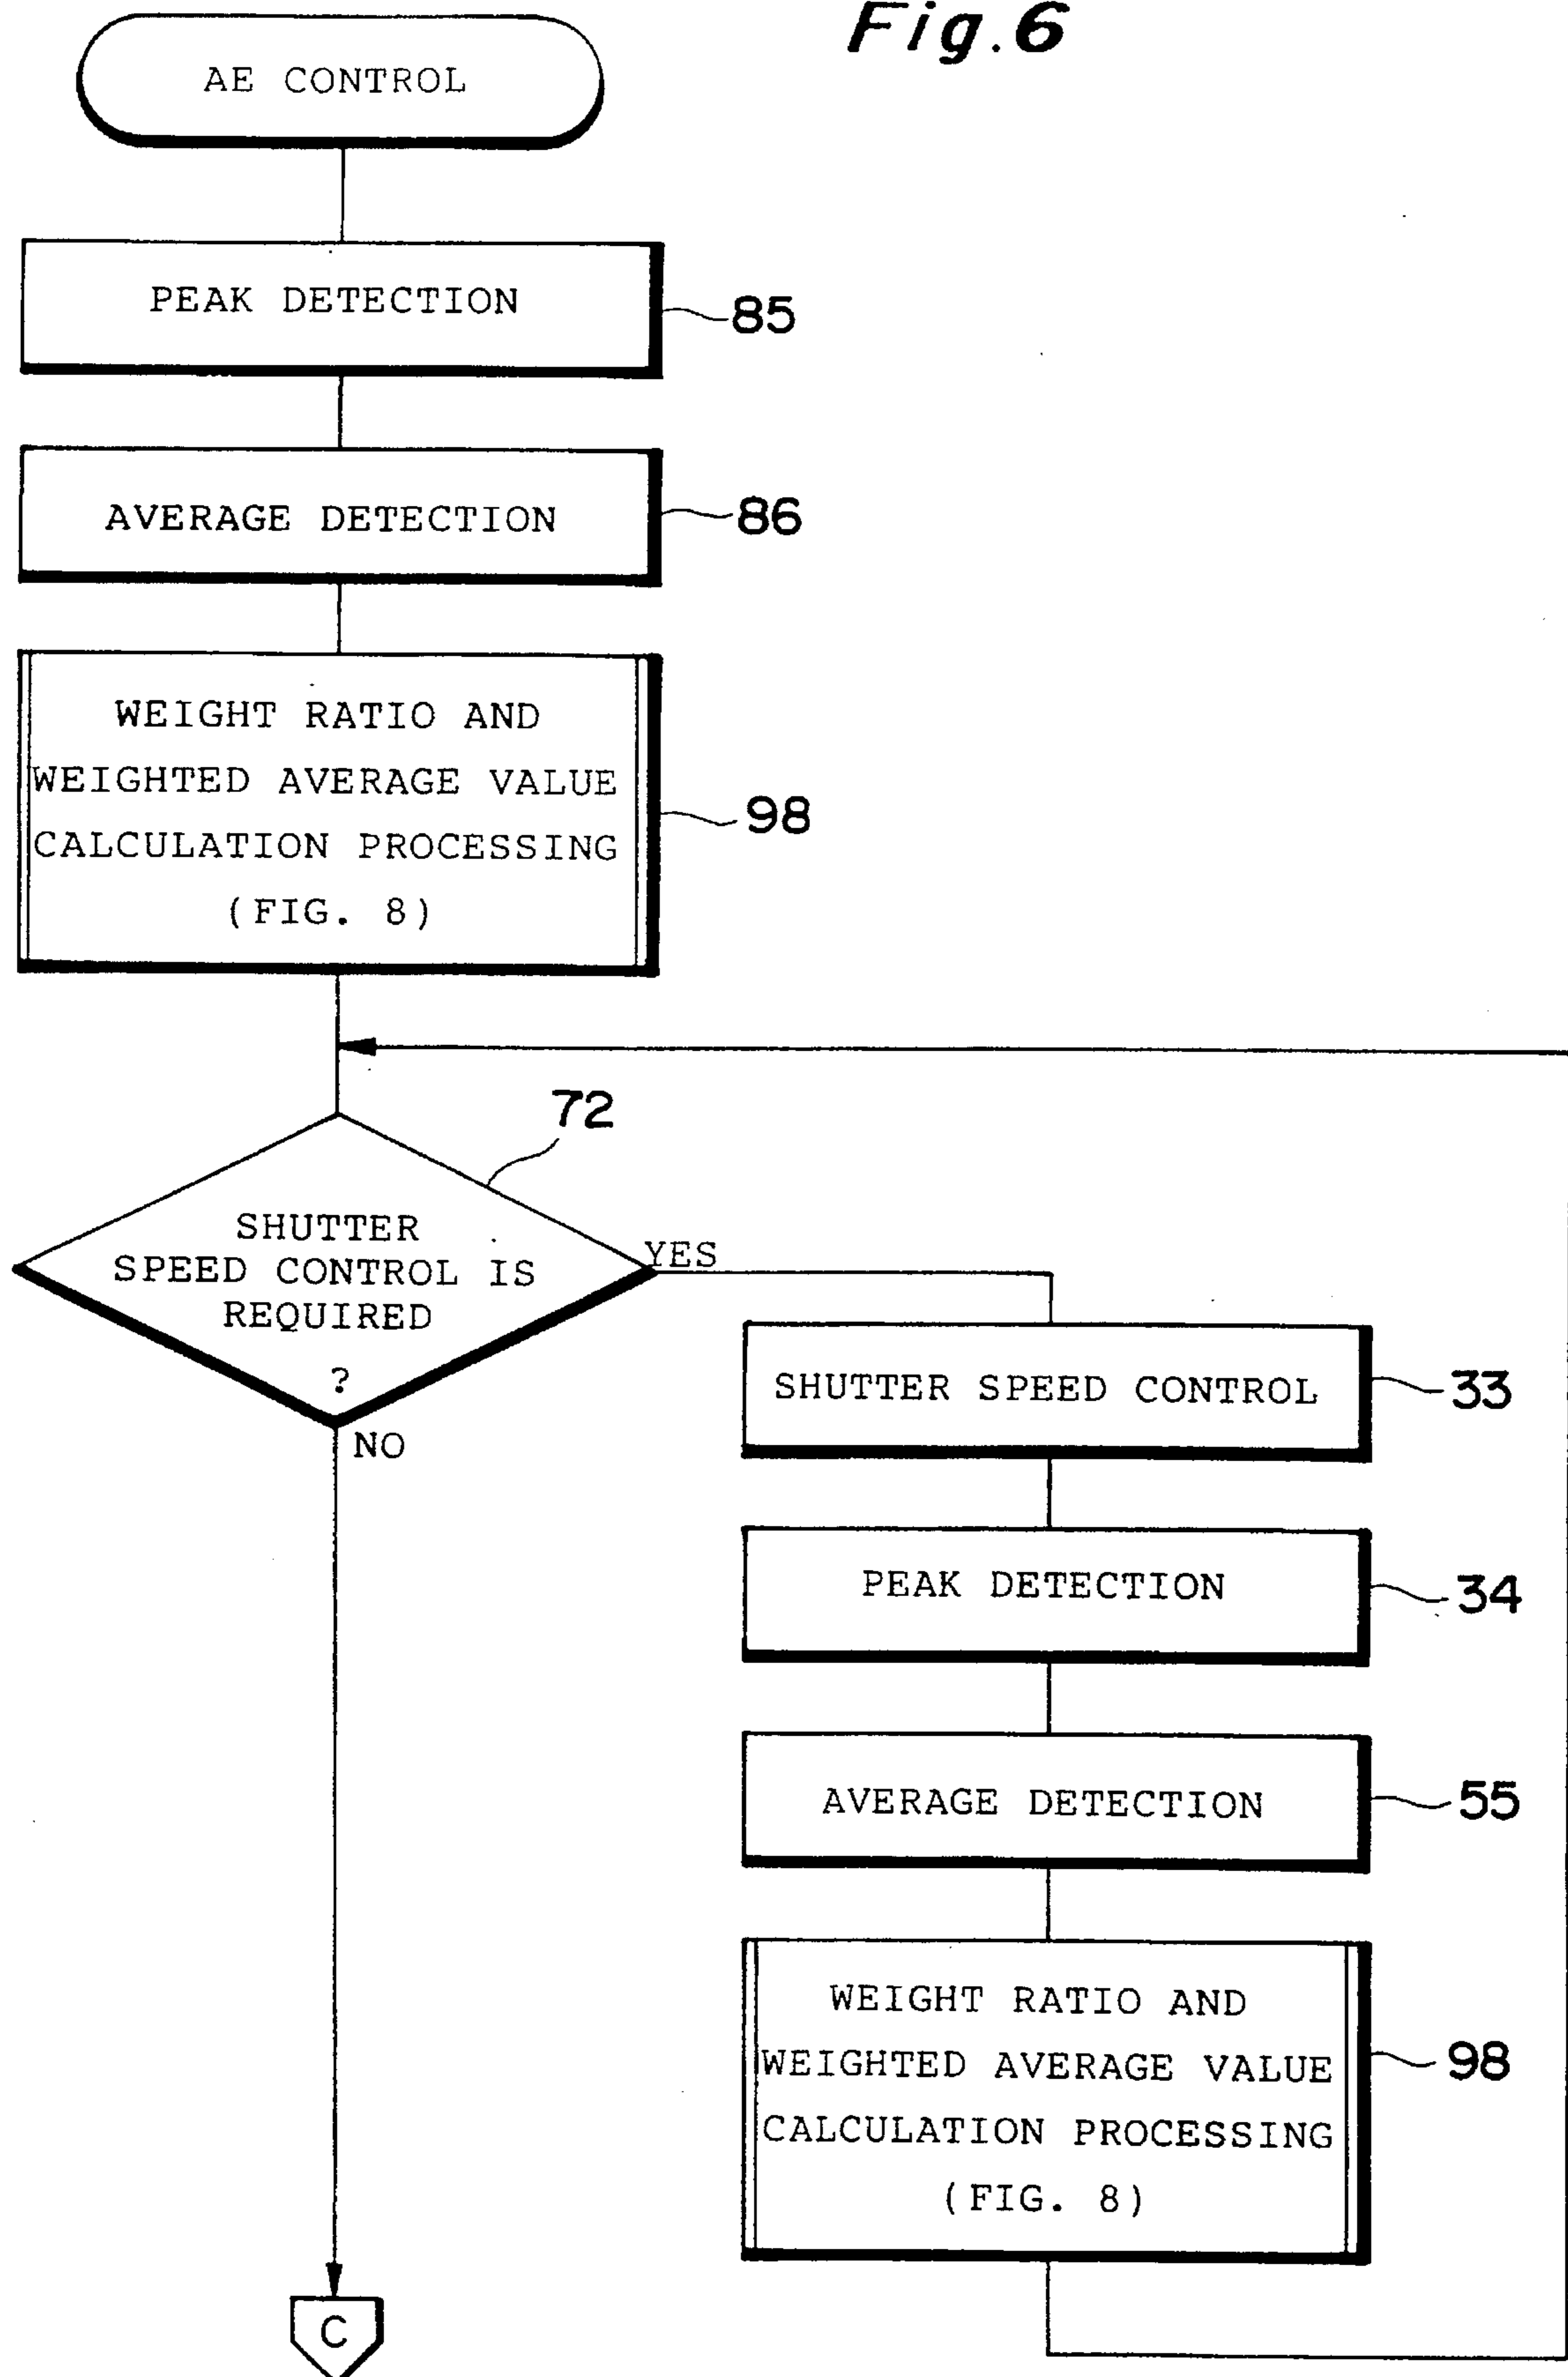 Fig.6
AE CONTROL
PEAK DETECTION
85
AVERAGE DETECTION
86
WEIGHT RATIO AND
WEIGHTED AVERAGE VALUE
CALCULATION PROCESSING
(FIG. 8)
98
72
SHUTTER
SPEED CONTROL IS
REQUIRED
?
YES
NO
SHUTTER SPEED CONTROL
33
PEAK DETECTION
34
AVERAGE DETECTION
55
WEIGHT RATIO AND
WEIGHTED AVERAGE VALUE
CALCULATION PROCESSING
(FIG. 8)
98
C